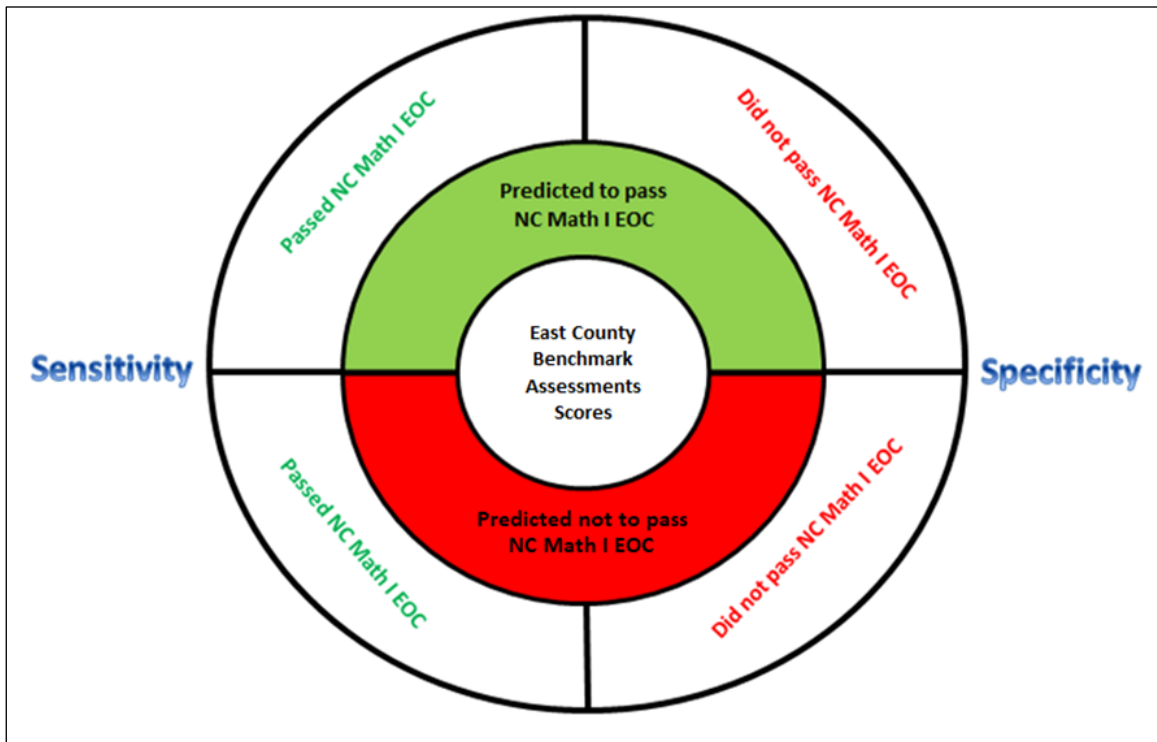 Passed NC Math I EOC
Did not pass NC Math I EOC
Predicted to pass
NC Math I EOC
East County
Benchmark
Assessments
Scores
Sensitivity
Specificity
Predicted not to pass
NC Math I EOC
Passed NC Math I EOC
Did not pass NC Math I EOC